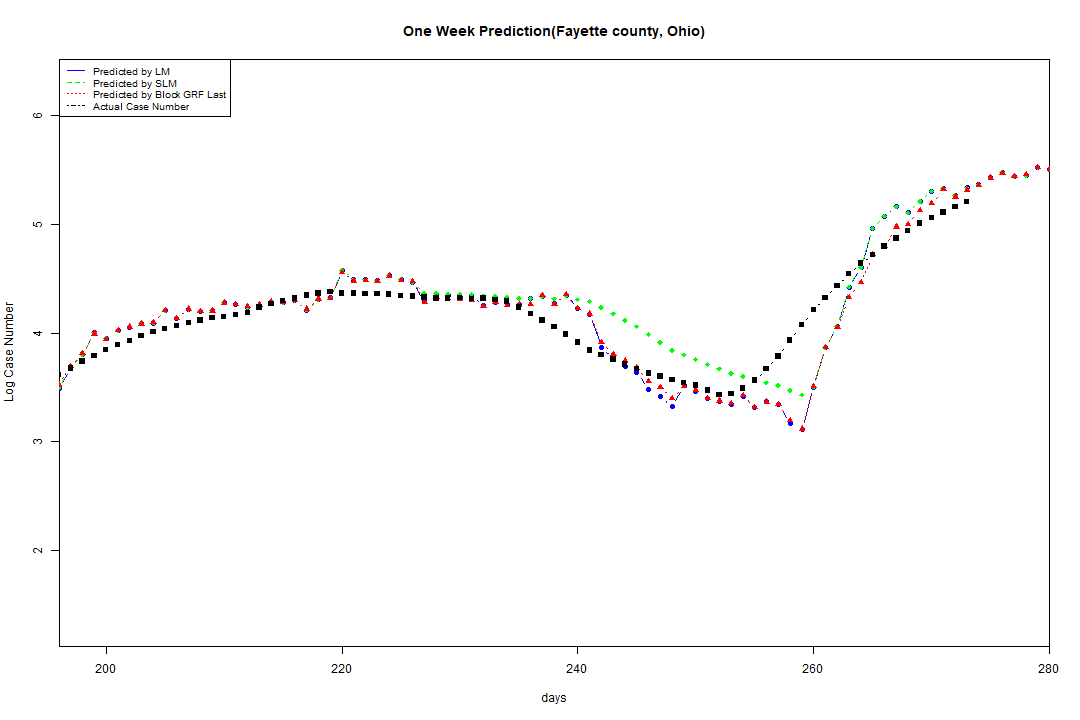 One Week Prediction(Fayette county, Ohio)
Predicted by LM
Predicted by SLM
Predicted by Block GRF Last
Actual Case Number
6
5
4
3
2
Log Case Number
200 220 240 260 280
days